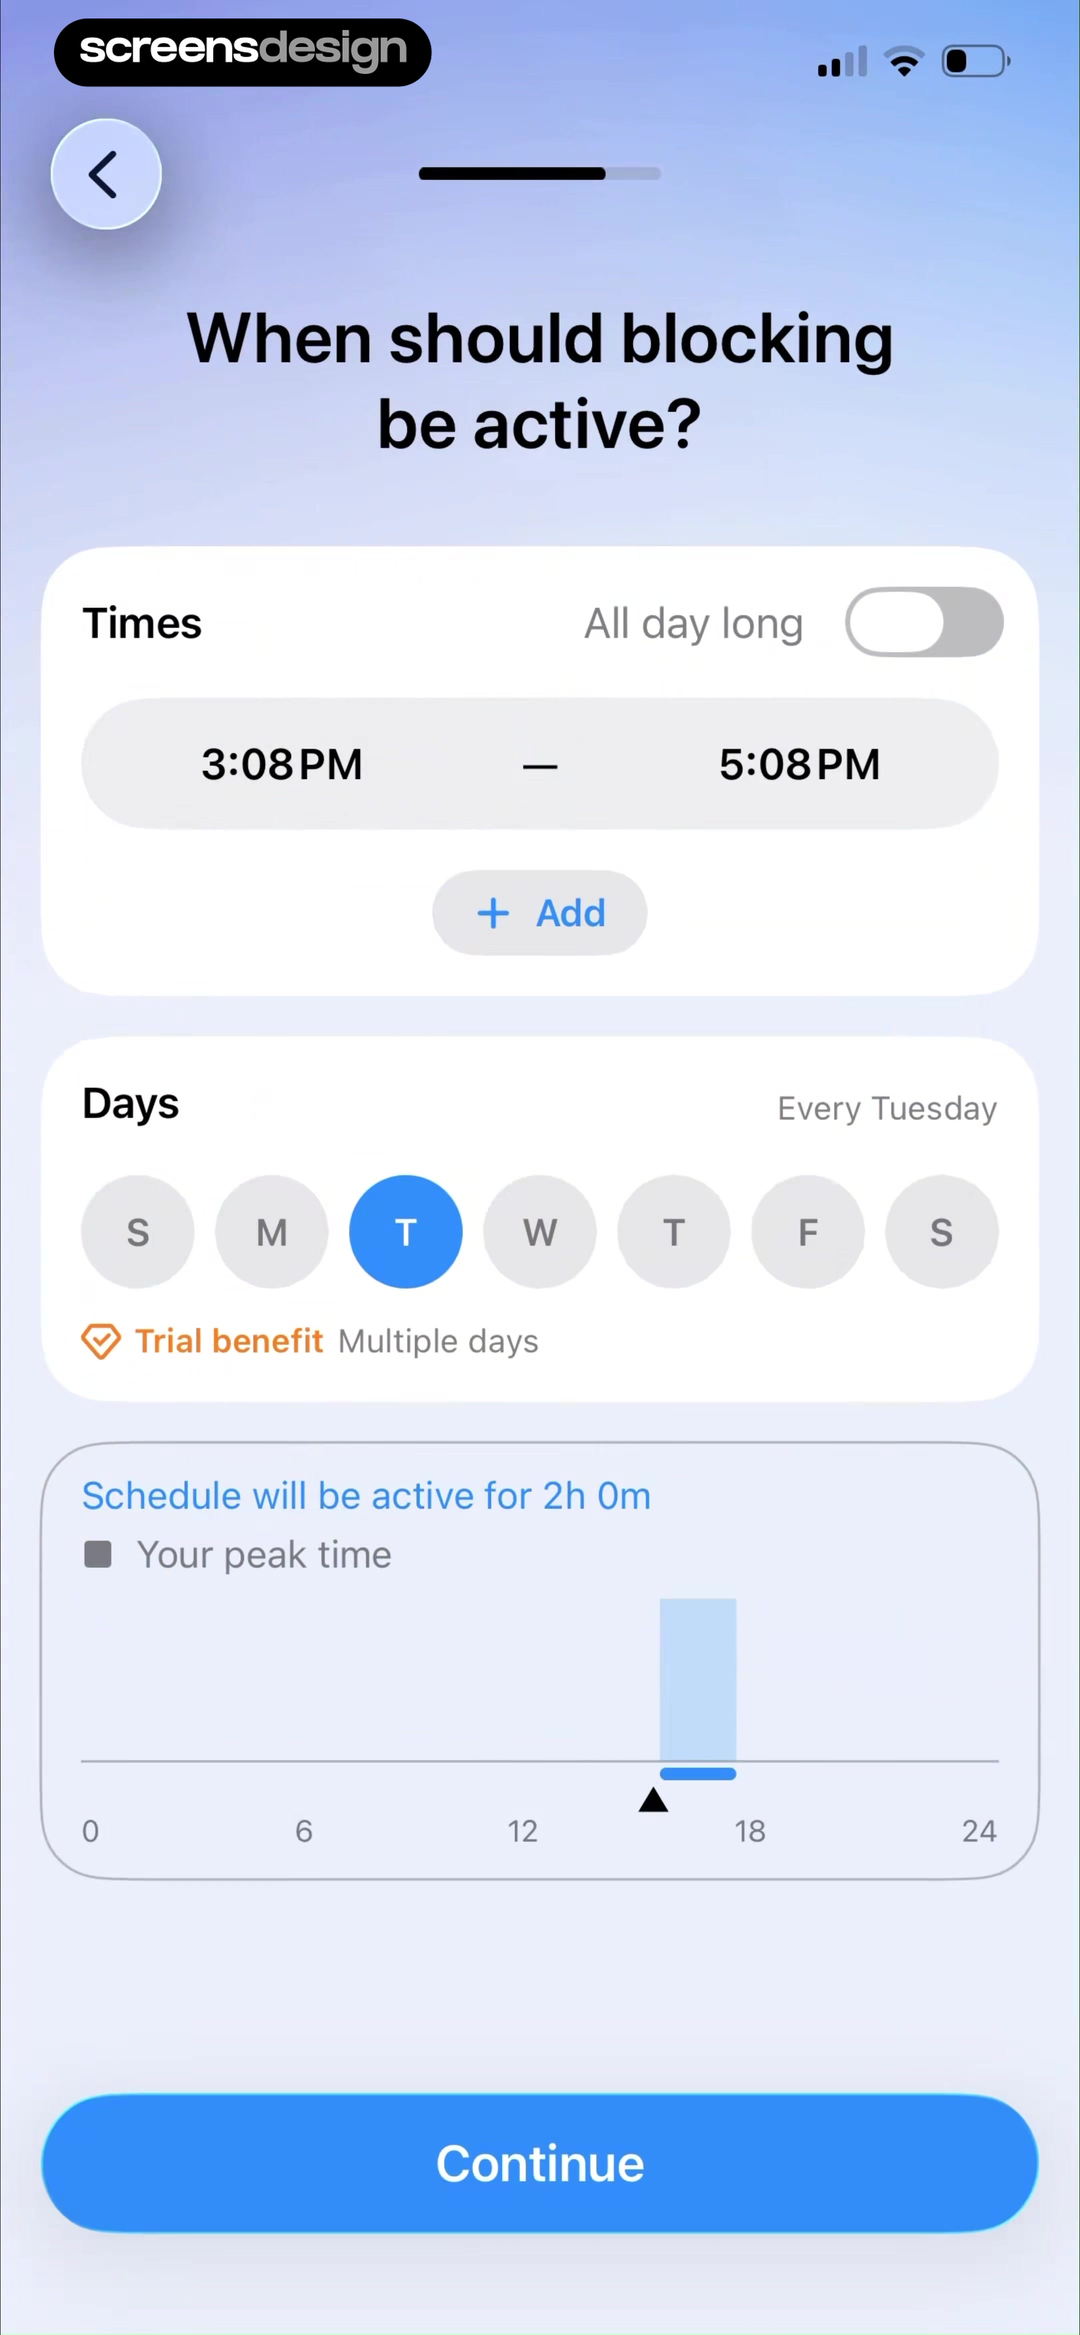 screensdesign
When should blocking
be active?
Times
All day long
3:08 PM — 5:08 PM
+ Add
Days
Every Tuesday
S M T W T F S
Trial benefit Multiple days
Schedule will be active for 2h 0m
Your peak time
0 6 12 18 24
Continue